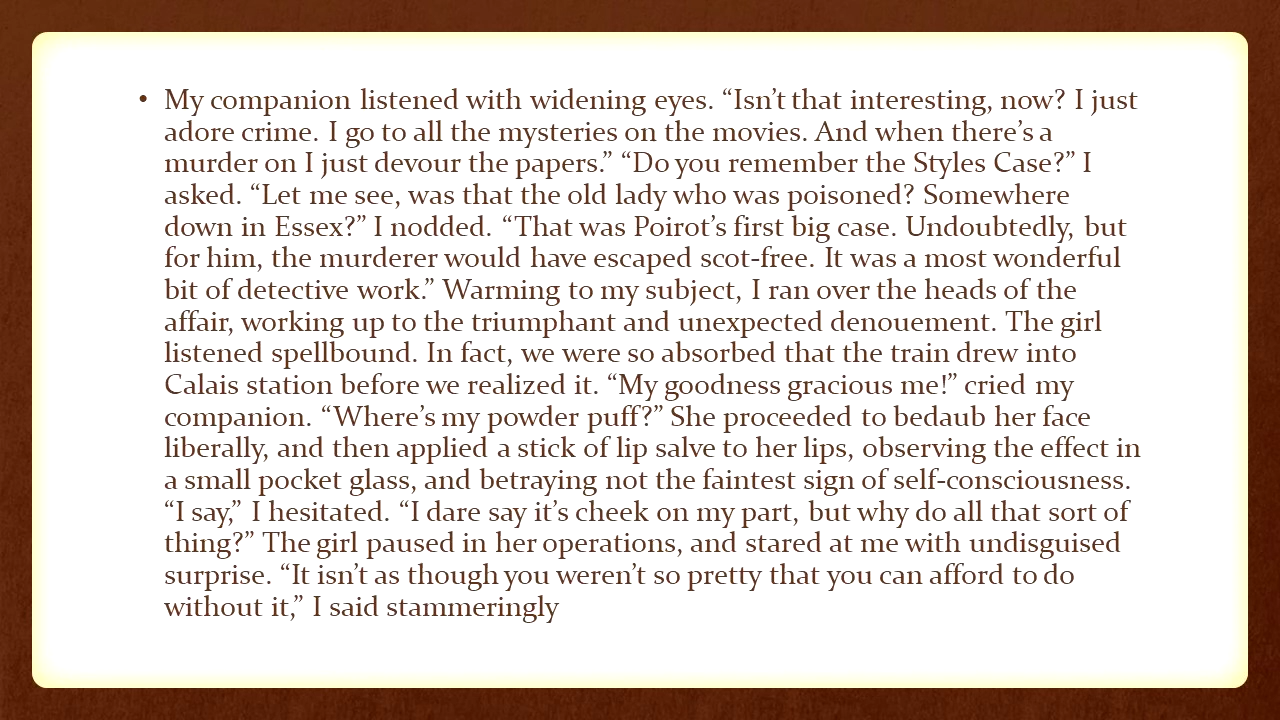 • My companion listened with widening eyes. “Isn’t that interesting, now? I just
adore crime. I go to all the mysteries on the movies. And when there’s a
murder on I just devour the papers.” “Do you remember the Styles Case?” I
asked. “Let me see, was that the old lady who was poisoned? Somewhere
down in Essex?” I nodded. “That was Poirot’s first big case. Undoubtedly, but
for him, the murderer would have escaped scot-free. It was a most wonderful
bit of detective work.” Warming to my subject, I ran over the heads of the
affair, working up to the triumphant and unexpected denouement. The girl
listened spellbound. In fact, we were so absorbed that the train drew into
Calais station before we realized it. “My goodness gracious me!” cried my
companion. “Where’s my powder puff?” She proceeded to bedaub her face
liberally, and then applied a stick of lip salve to her lips, observing the effect in
a small pocket glass, and betraying not the faintest sign of self-consciousness.
“I say,” I hesitated. “I dare say it’s cheek on my part, but why do all that sort of
thing?” The girl paused in her operations, and stared at me with undisguised
surprise. “It isn’t as though you weren’t so pretty that you can afford to do
without it,” I said stammeringly